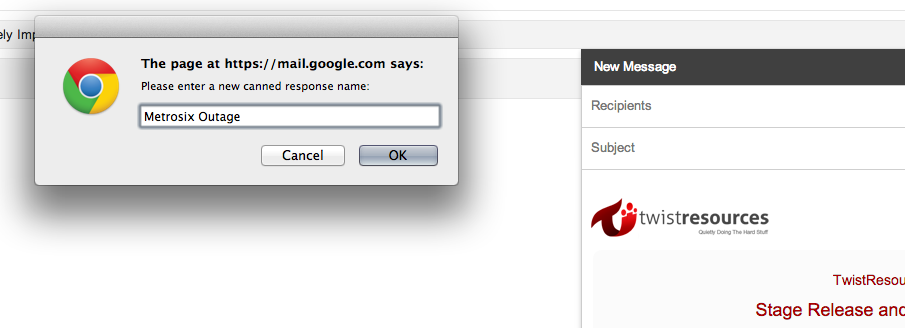 ely Imp
The page at https://mail.google.com says:
Please enter a new canned response name:
Metrosix Outage
Cancel
OK
New Message
Recipients
Subject
twistresources
Quietly Doing The Hard Stuff
TwistResou
Stage Release and